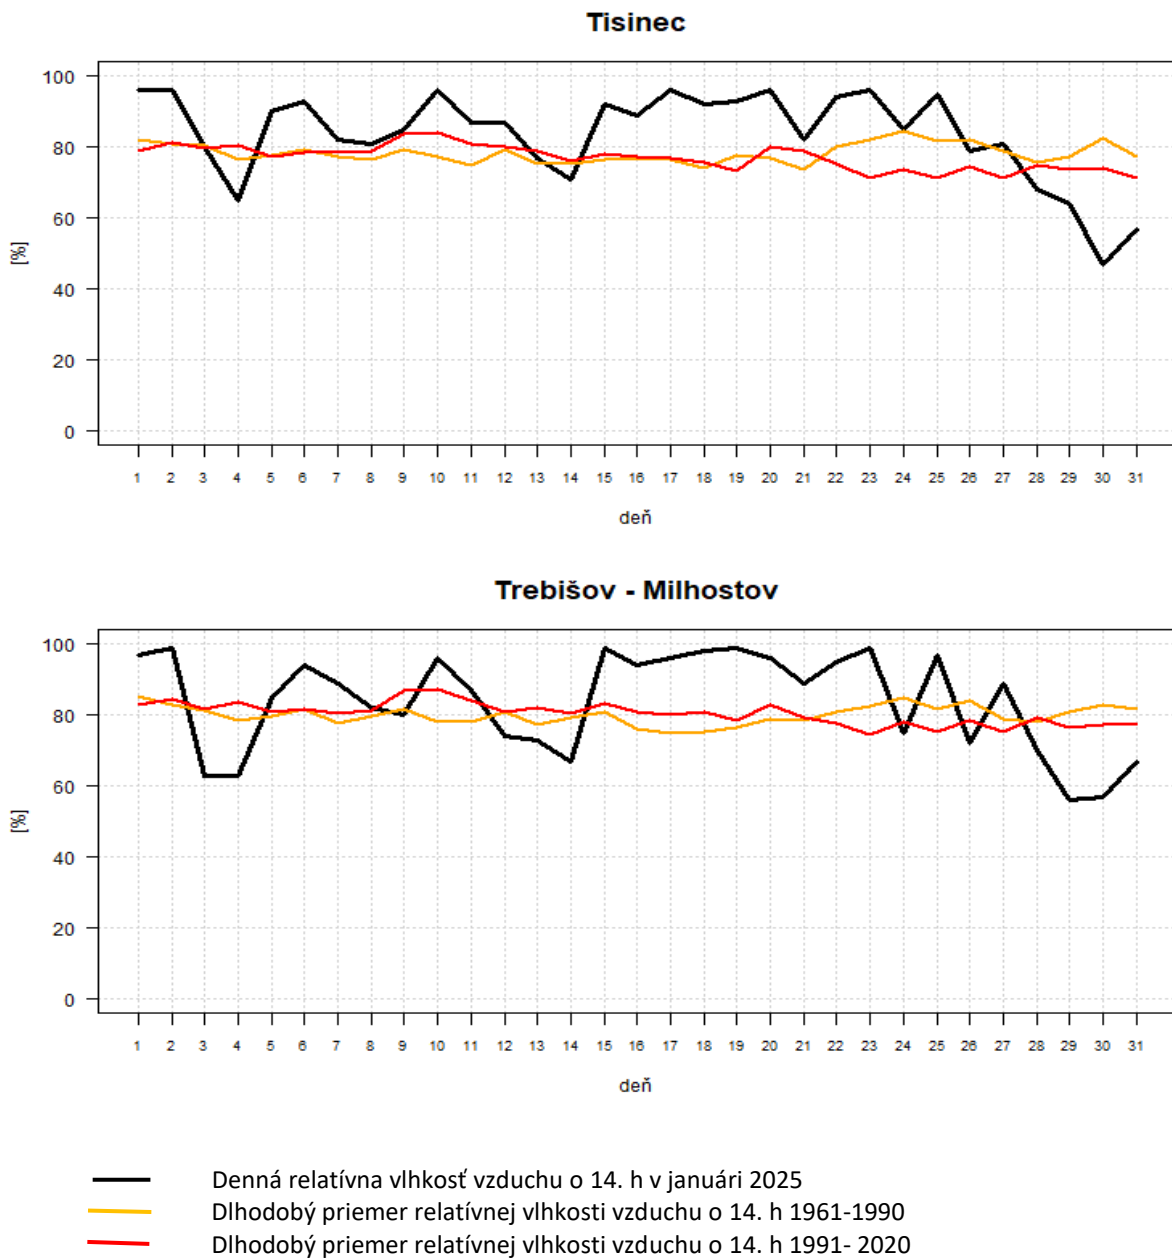 Tisinec
100
80
60
40
20
0
[%]
1 2 3 4 5 6 7 8 9 10 11 12 13 14 15 16 17 18 19 20 21 22 23 24 25 26 27 28 29 30 31
deň
Trebišov - Milhostov
100
80
60
40
20
0
[%]
1 2 3 4 5 6 7 8 9 10 11 12 13 14 15 16 17 18 19 20 21 22 23 24 25 26 27 28 29 30 31
deň
Denná relatívna vlhkosť vzduchu o 14. h v januári 2025
Dlhodobý priemer relatívnej vlhkosti vzduchu o 14. h 1961-1990
Dlhodobý priemer relatívnej vlhkosti vzduchu o 14. h 1991- 2020